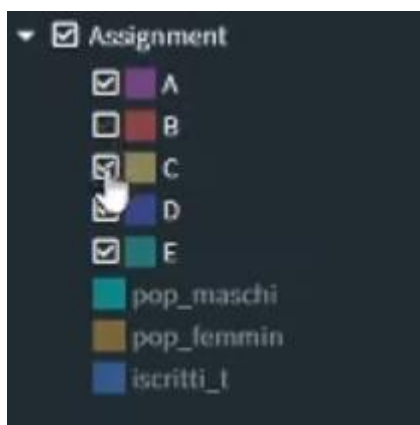 Assignment
A
B
C
D
E
pop_maschi
pop_femmin
iscritti_t